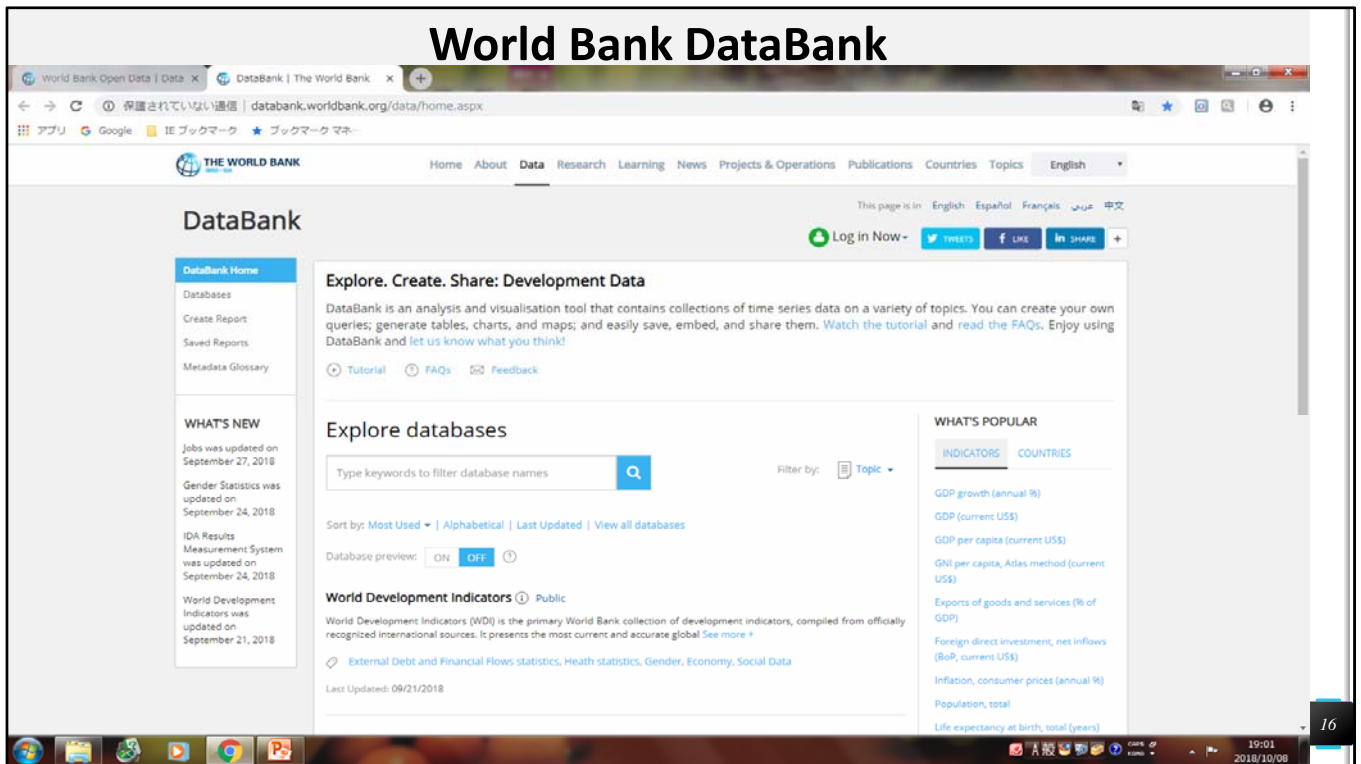 World Bank DataBank
World Bank Open Data | Data
DataBank | The World Bank
保護されていない通信 | databank.worldbank.org/data/home.aspx
アプリ Google IE ブックマーク ブックマーク マネ…
THE WORLD BANK
Home About Data Research Learning News Projects & Operations Publications Countries Topics English
This page is in English Español Français عربي 中文
DataBank
Log in Now
TWEETS
LIKE
in SHARE +
DataBank Home
Databases
Create Report
Saved Reports
Metadata Glossary
WHAT'S NEW
Jobs was updated on
September 27, 2018
Gender Statistics was
updated on
September 24, 2018
IDA Results
Measurement System
was updated on
September 24, 2018
World Development
Indicators was
updated on
September 21, 2018
Explore. Create. Share: Development Data
DataBank is an analysis and visualisation tool that contains collections of time series data on a variety of topics. You can create your own
queries; generate tables, charts, and maps; and easily save, embed, and share them. Watch the tutorial and read the FAQs. Enjoy using
DataBank and let us know what you think!
Tutorial FAQs Feedback
Explore databases
Type keywords to filter database names
Filter by: Topic
Sort by: Most Used | Alphabetical | Last Updated | View all databases
Database preview: ON OFF
World Development Indicators Public
World Development Indicators (WDI) is the primary World Bank collection of development indicators, compiled from officially
recognized international sources. It presents the most current and accurate global See more +
External Debt and Financial Flows statistics, Heath statistics, Gender, Economy, Social Data
Last Updated: 09/21/2018
WHAT'S POPULAR
INDICATORS COUNTRIES
GDP growth (annual %)
GDP (current US$)
GDP per capita (current US$)
GNI per capita, Atlas method (current
US$)
Exports of goods and services (% of
GDP)
Foreign direct investment, net inflows
(BoP, current US$)
Inflation, consumer prices (annual %)
Population, total
Life expectancy at birth, total (years)
16
A 般
CAPS
KANA
19:01
2018/10/08